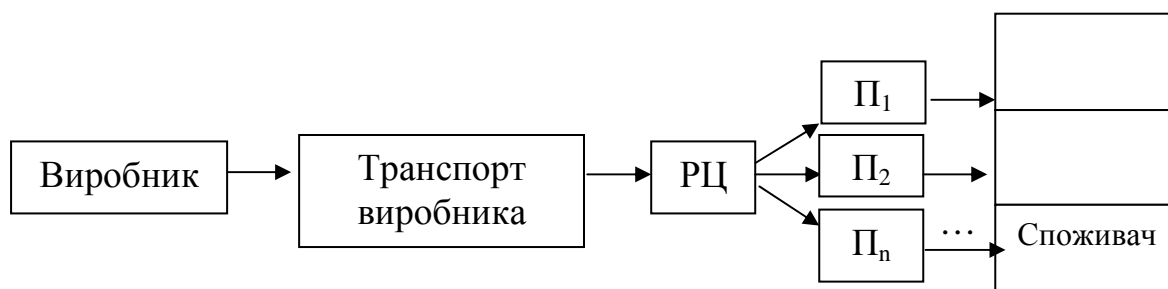 Виробник
Транспорт
виробника
РЦ
П₁
П₂
Пₙ
…
Споживач